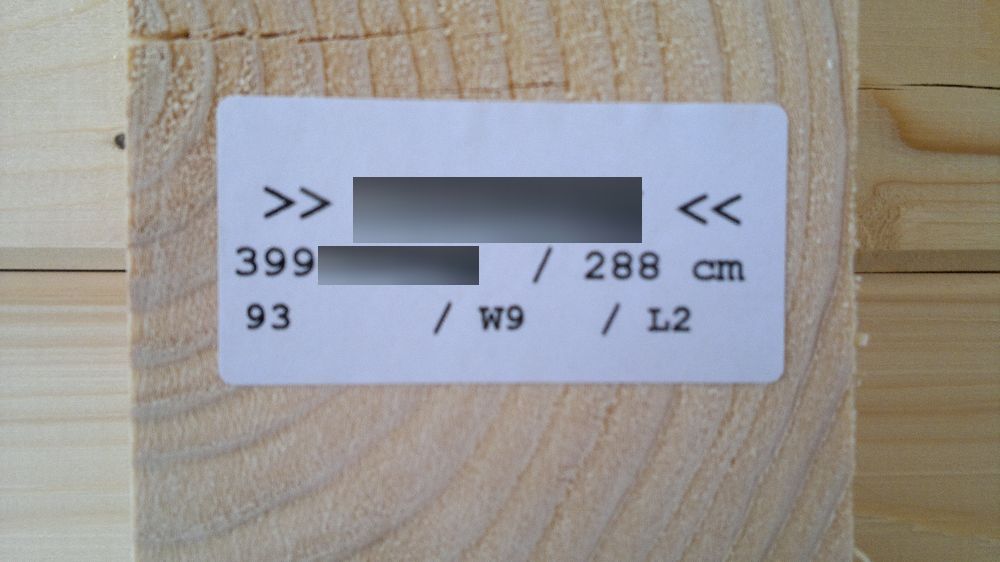 >> <<
399 / 288 cm
93 / W9 / L2